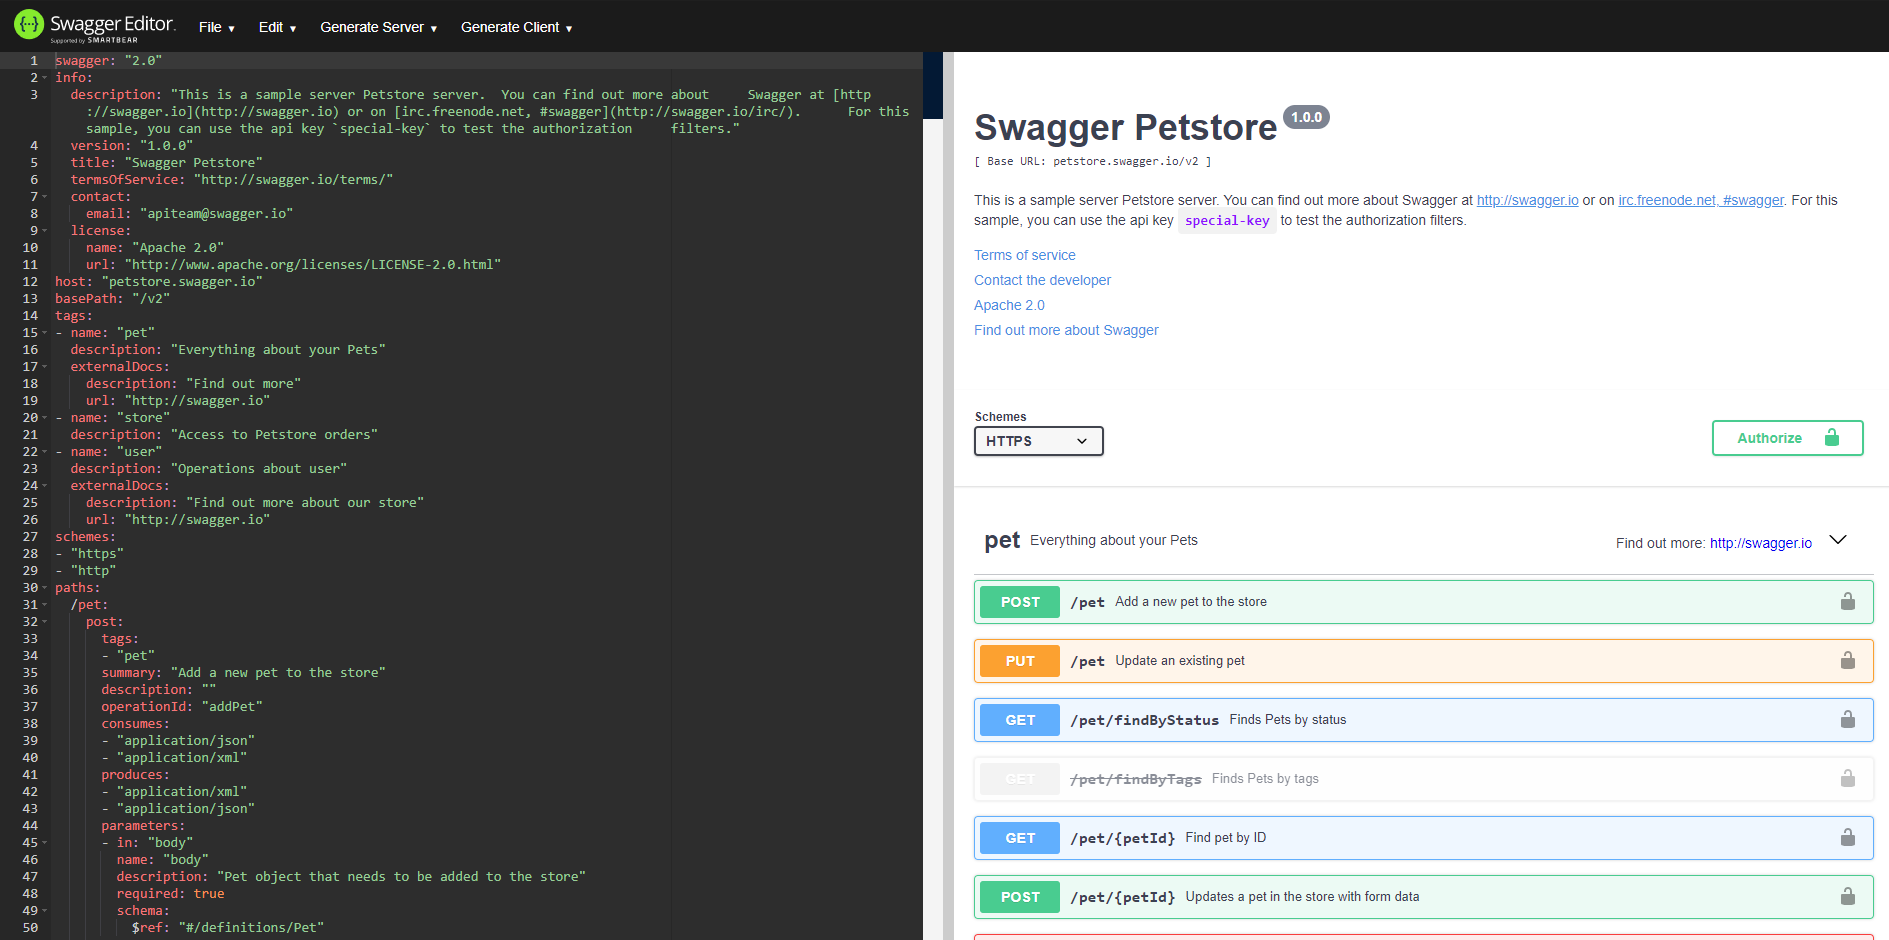 Swagger Editor.
Supported by SMARTBEAR
File
Edit
Generate Server
Generate Client
1 swagger: "2.0"
2 info:
3 description: "This is a sample server Petstore server.  You can find out more about     Swagger at [http
://swagger.io](http://swagger.io) or on [irc.freenode.net, #swagger](http://swagger.io/irc/).      For this
sample, you can use the api key `special-key` to test the authorization     filters."
4 version: "1.0.0"
5 title: "Swagger Petstore"
6 termsOfService: "http://swagger.io/terms/"
7 contact:
8 email: "apiteam@swagger.io"
9 license:
10 name: "Apache 2.0"
11 url: "http://www.apache.org/licenses/LICENSE-2.0.html"
12 host: "petstore.swagger.io"
13 basePath: "/v2"
14 tags:
15 - name: "pet"
16 description: "Everything about your Pets"
17 externalDocs:
18 description: "Find out more"
19 url: "http://swagger.io"
20 - name: "store"
21 description: "Access to Petstore orders"
22 - name: "user"
23 description: "Operations about user"
24 externalDocs:
25 description: "Find out more about our store"
26 url: "http://swagger.io"
27 schemes:
28 - "https"
29 - "http"
30 paths:
31 /pet:
32 post:
33 tags:
34 - "pet"
35 summary: "Add a new pet to the store"
36 description: ""
37 operationId: "addPet"
38 consumes:
39 - "application/json"
40 - "application/xml"
41 produces:
42 - "application/xml"
43 - "application/json"
44 parameters:
45 - in: "body"
46 name: "body"
47 description: "Pet object that needs to be added to the store"
48 required: true
49 schema:
50 $ref: "#/definitions/Pet"
Swagger Petstore 1.0.0
[ Base URL: petstore.swagger.io/v2 ]
This is a sample server Petstore server. You can find out more about Swagger at http://swagger.io or on irc.freenode.net, #swagger. For this
sample, you can use the api key special-key to test the authorization filters.
Terms of service
Contact the developer
Apache 2.0
Find out more about Swagger
Schemes
HTTPS
Authorize
pet Everything about your Pets
Find out more: http://swagger.io
POST /pet Add a new pet to the store
PUT /pet Update an existing pet
GET /pet/findByStatus Finds Pets by status
GET /pet/findByTags Finds Pets by tags
GET /pet/{petId} Find pet by ID
POST /pet/{petId} Updates a pet in the store with form data